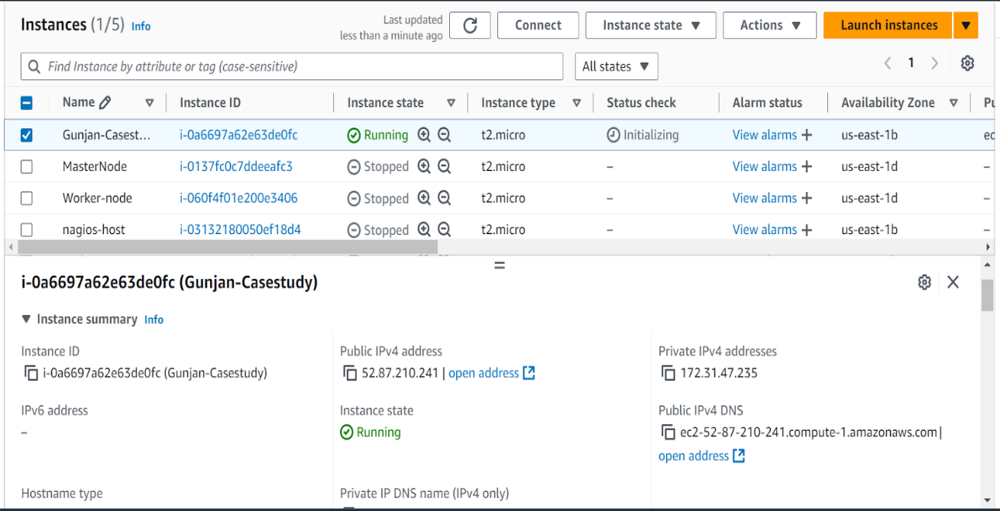 Instances (1/5) Info
Last updated
less than a minute ago
Connect
Instance state
Actions
Launch instances
Find Instance by attribute or tag (case-sensitive)
All states
1
Name Instance ID Instance state Instance type Status check Alarm status Availability Zone
Gunjan-Casest... i-0a6697a62e63de0fc Running t2.micro Initializing View alarms + us-east-1b ec
MasterNode i-0137fc0c7ddeeafc3 Stopped t2.micro – View alarms + us-east-1d –
Worker-node i-060f4f01e200e3406 Stopped t2.micro – View alarms + us-east-1d –
nagios-host i-03132180050ef18d4 Stopped t2.micro – View alarms + us-east-1b –
i-0a6697a62e63de0fc (Gunjan-Casestudy)
Instance summary Info
Instance ID
i-0a6697a62e63de0fc (Gunjan-Casestudy)
Public IPv4 address
52.87.210.241 | open address
Private IPv4 addresses
172.31.47.235
IPv6 address
–
Instance state
Running
Public IPv4 DNS
ec2-52-87-210-241.compute-1.amazonaws.com |
open address
Hostname type
Private IP DNS name (IPv4 only)